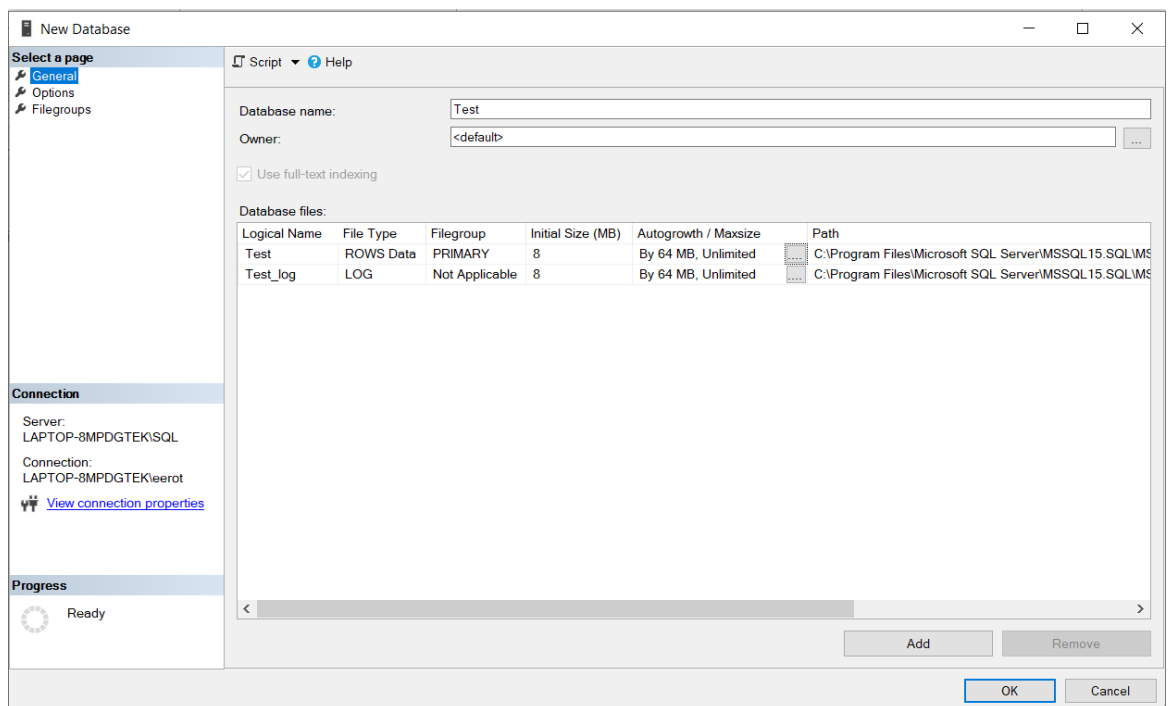 New Database
Select a page
General
Options
Filegroups
Script Help
Database name: Test
Owner: <default> ...
Use full-text indexing
Database files:
Logical Name File Type Filegroup Initial Size (MB) Autogrowth / Maxsize Path
Test ROWS Data PRIMARY 8 By 64 MB, Unlimited ... C:\Program Files\Microsoft SQL Server\MSSQL15.SQL\MS
Test_log LOG Not Applicable 8 By 64 MB, Unlimited ... C:\Program Files\Microsoft SQL Server\MSSQL15.SQL\MS
Connection
Server:
LAPTOP-8MPDGTEK\SQL
Connection:
LAPTOP-8MPDGTEK\eerot
View connection properties
Progress
Ready
Add Remove
OK Cancel